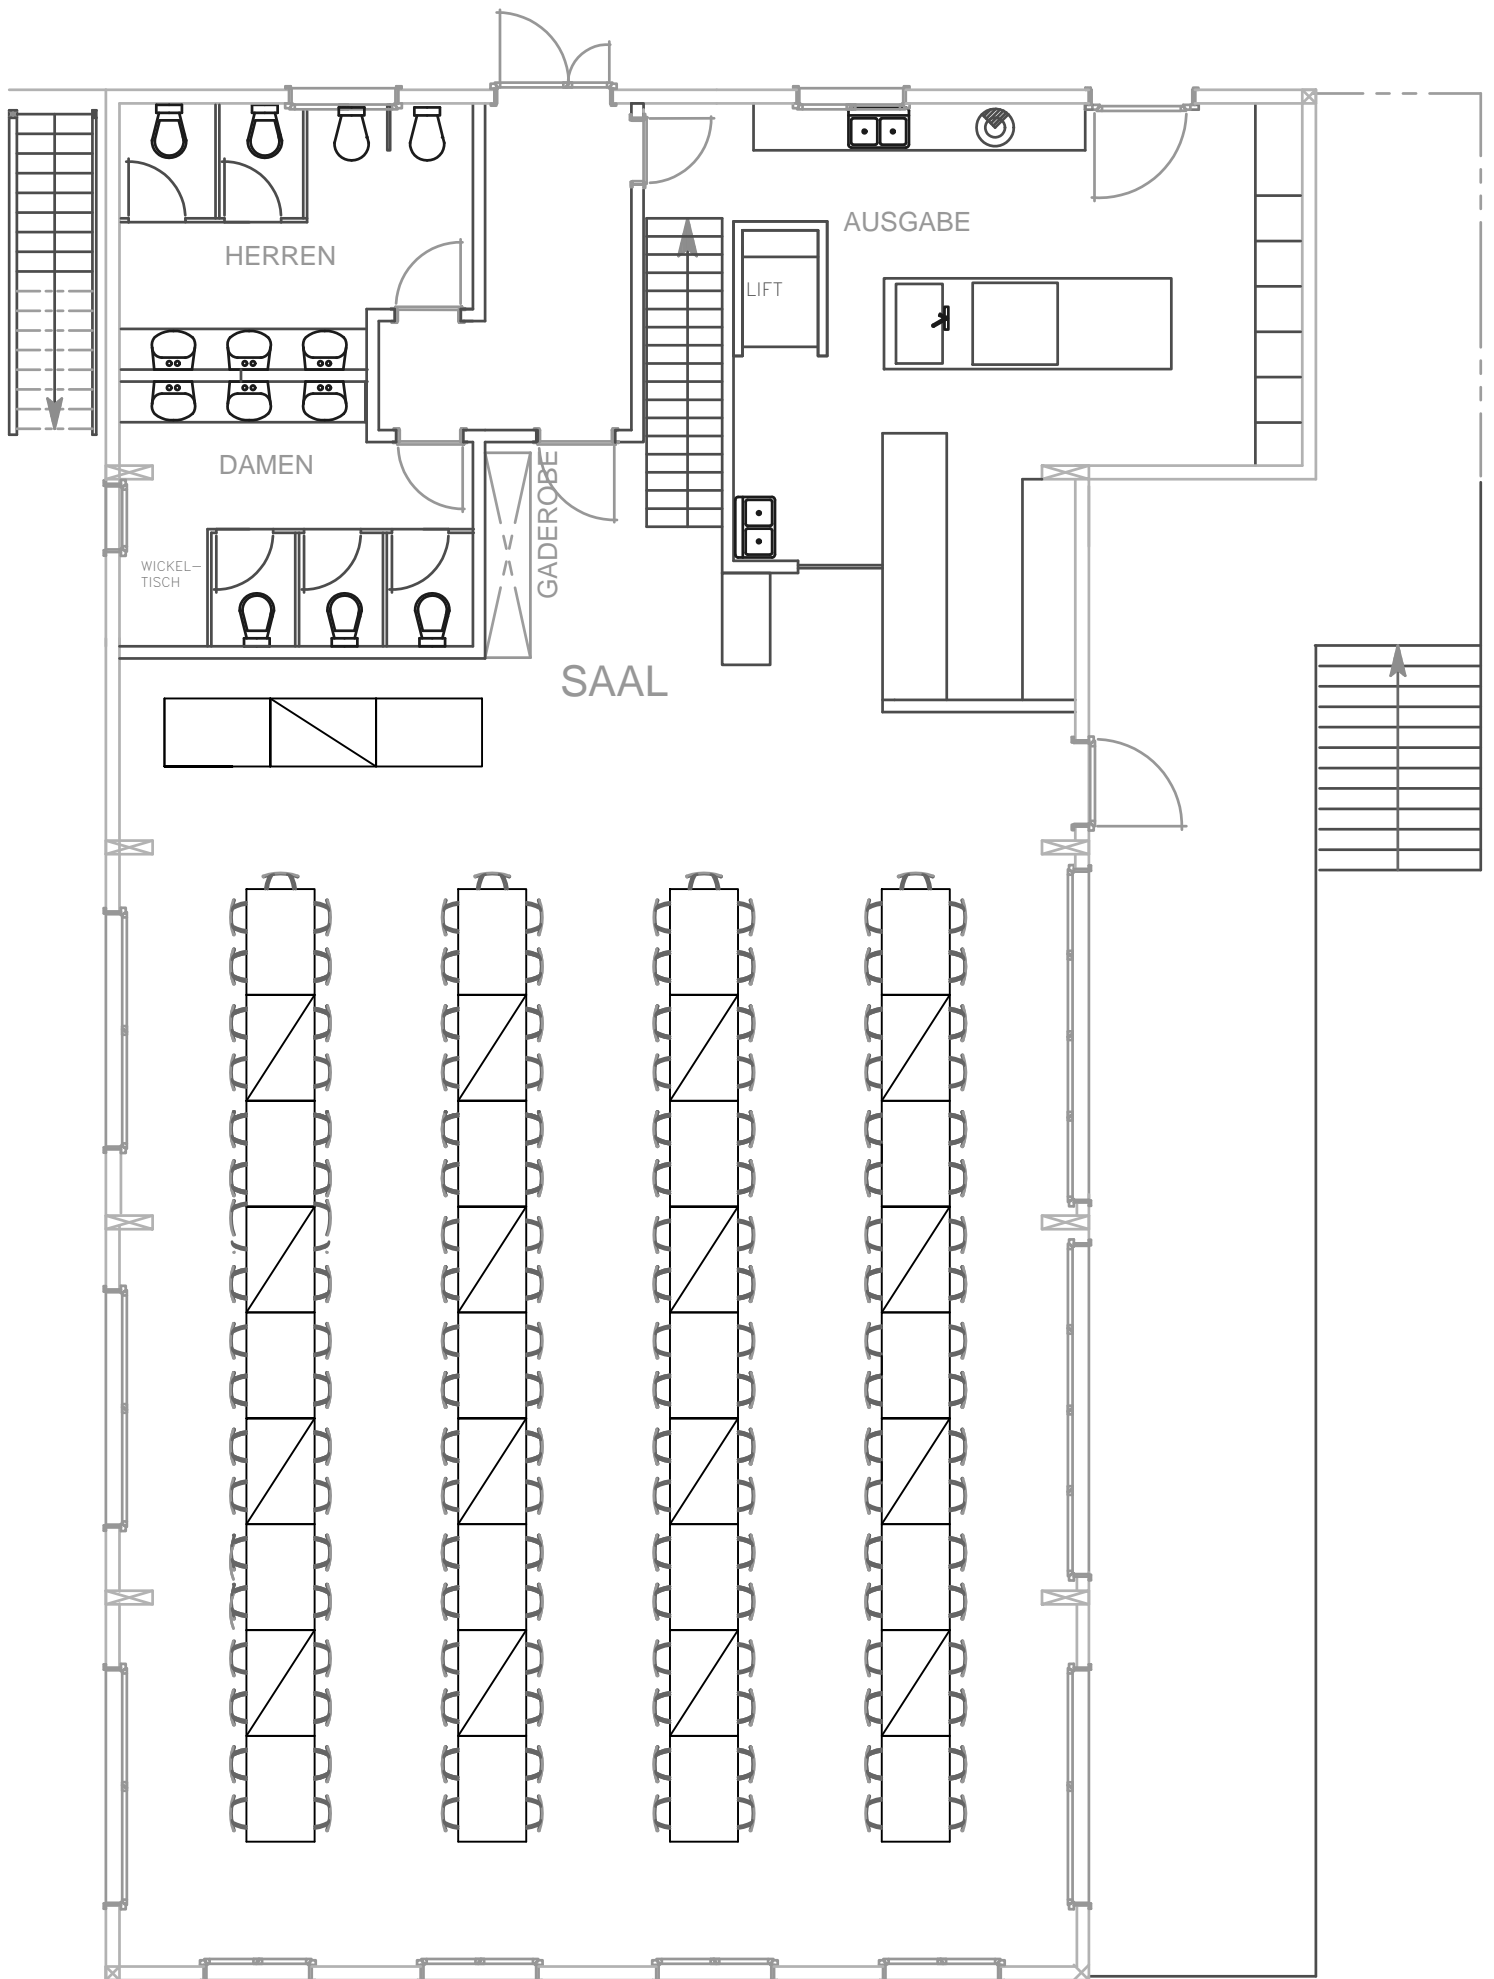 AUSGABE
HERREN
LIFT
DAMEN
GADEROBE
WICKEL-
TISCH
SAAL